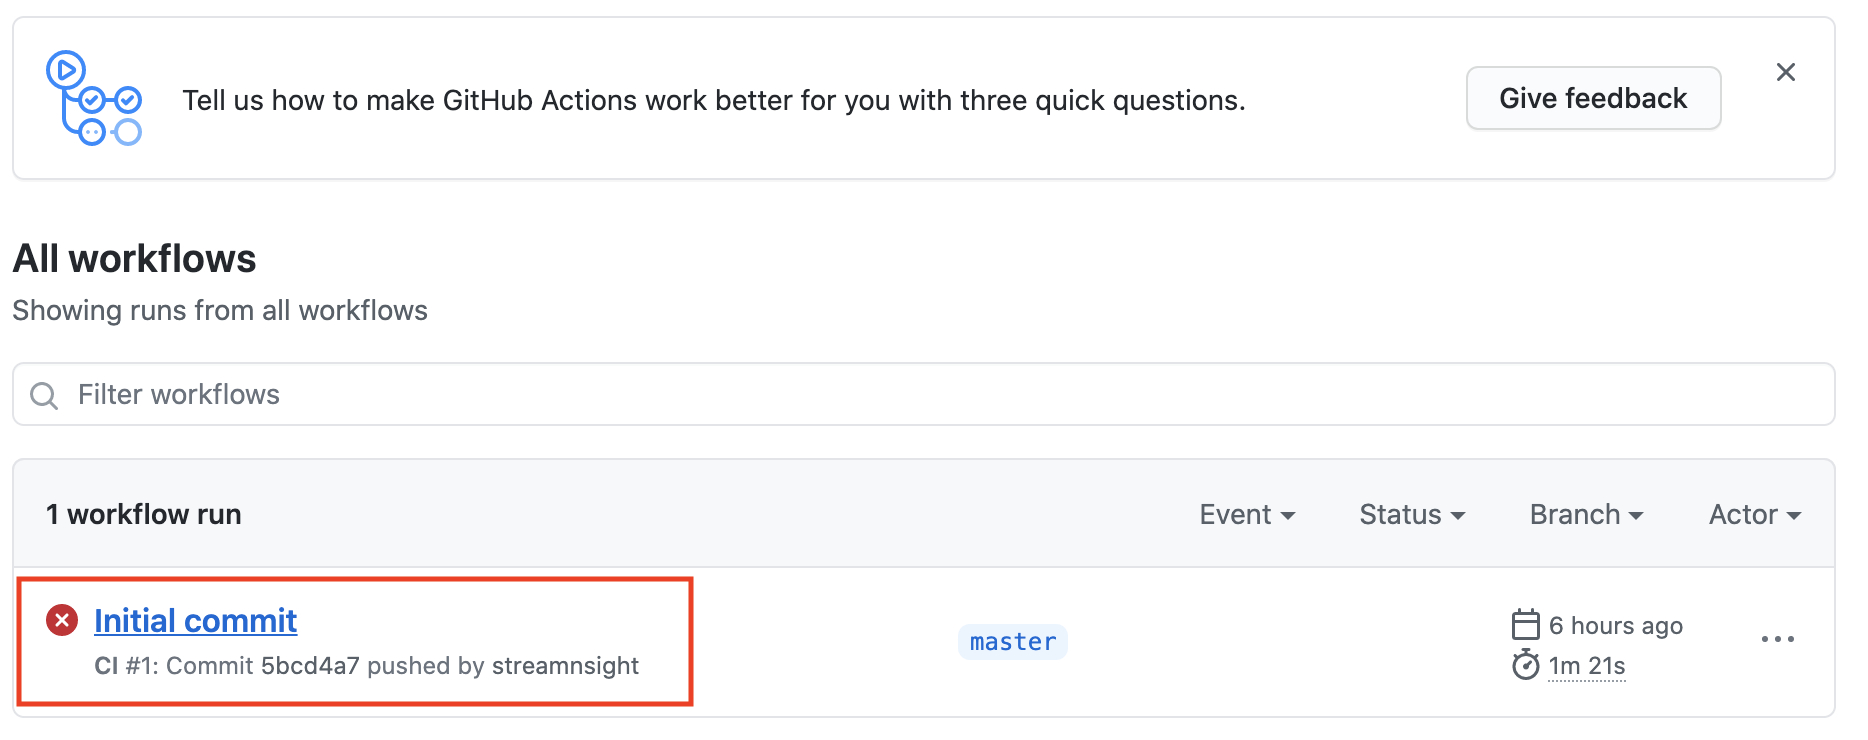 Tell us how to make GitHub Actions work better for you with three quick questions.
Give feedback
All workflows
Showing runs from all workflows
Filter workflows
1 workflow run
Event
Status
Branch
Actor
Initial commit
CI #1: Commit 5bcd4a7 pushed by streamnsight
master
6 hours ago
1m 21s